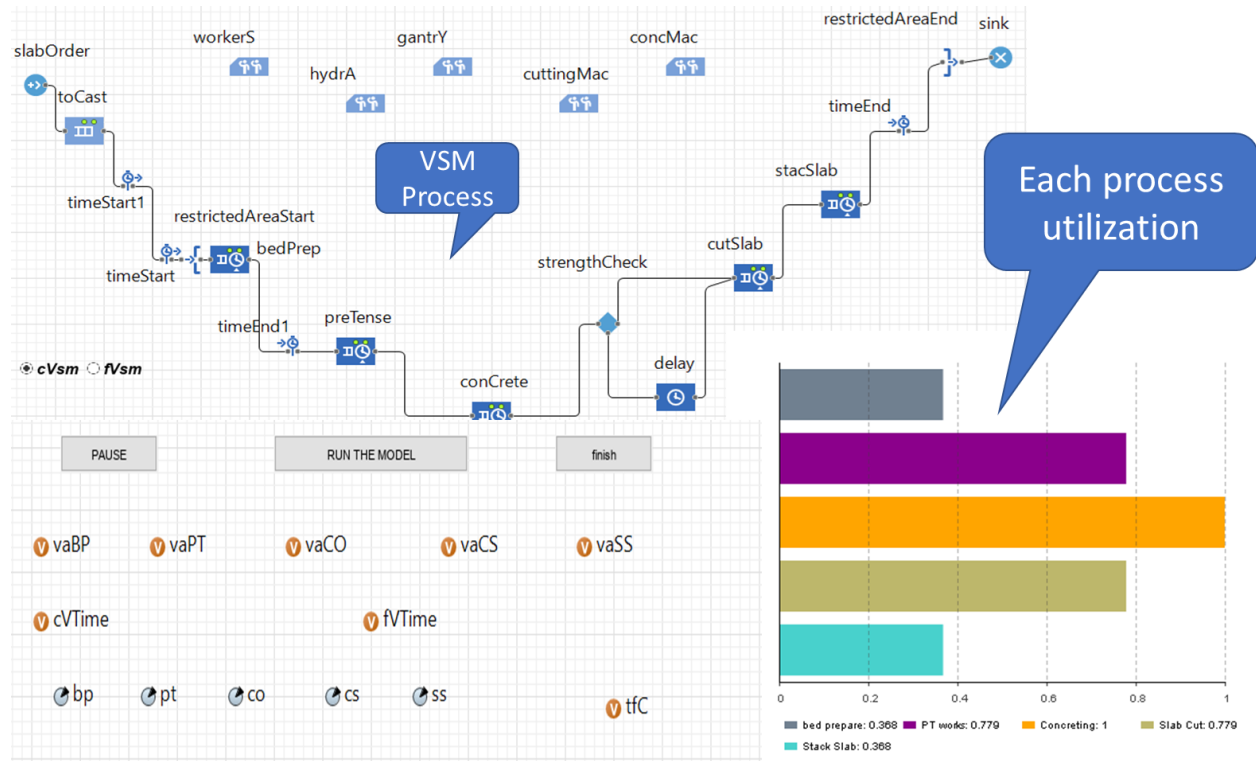 restrictedAreaEnd
sink
workerS
gantrY
concMac
slabOrder
hydrA
cuttingMac
toCast
timeEnd
VSM
Process
Each process
utilization
stacSlab
timeStart1
restrictedAreaStart
bedPrep
cutSlab
strengthCheck
timeStart
timeEnd1
preTense
delay
cVsm
fVsm
conCrete
PAUSE
RUN THE MODEL
finish
vaBP
vaPT
vaCO
vaCS
vaSS
cVTime
fVTime
bp
pt
co
cs
ss
tfC
0
0.2
0.4
0.6
0.8
1
bed prepare: 0.368
PT works: 0.779
Concreting: 1
Slab Cut: 0.779
Stack Slab: 0.368